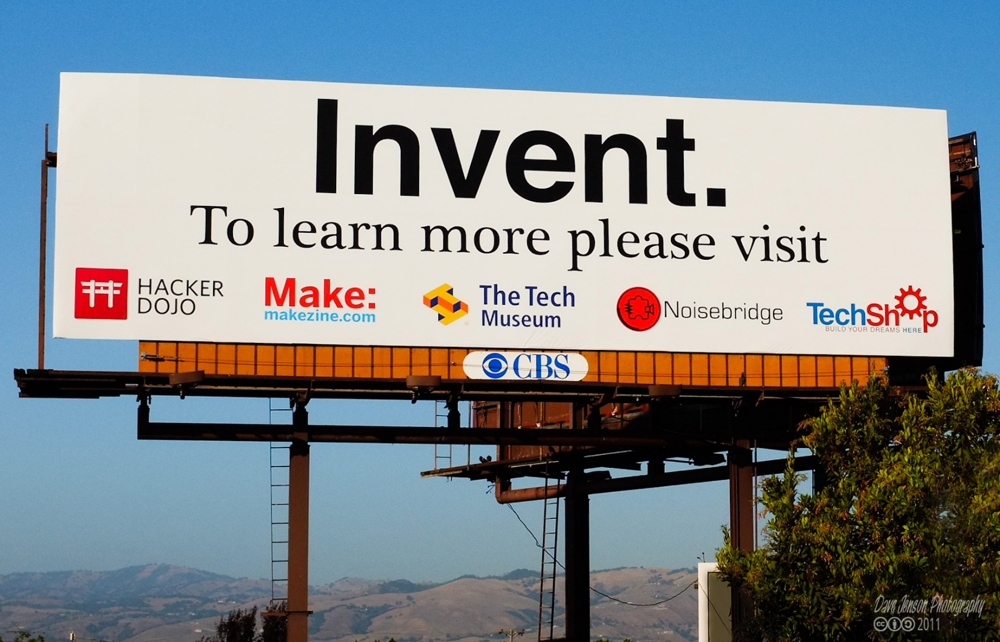 Invent.
To learn more please visit
HACKER
DOJO
Make:
makezine.com
The Tech
Museum
Noisebridge
TechShop
BUILD YOUR DREAMS HERE
CBS
Dave Jenson Photography
cc 2011